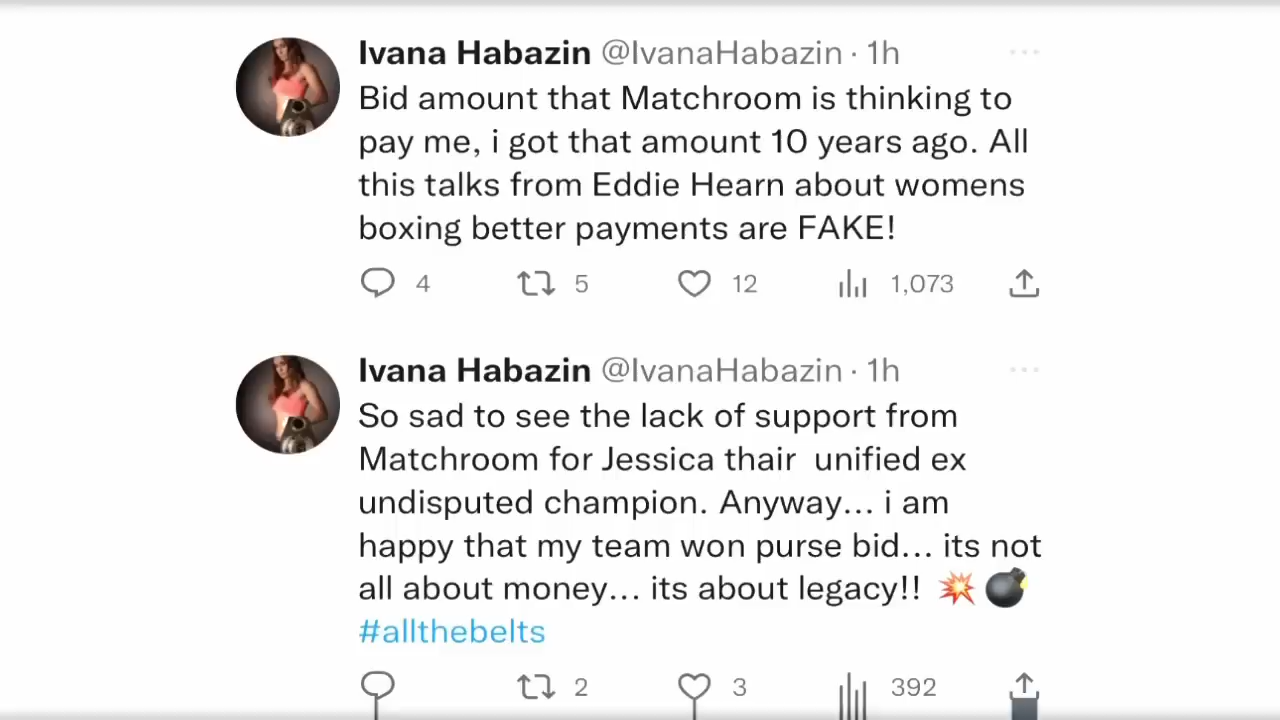 Ivana Habazin @IvanaHabazin · 1h
Bid amount that Matchroom is thinking to
pay me, i got that amount 10 years ago. All
this talks from Eddie Hearn about womens
boxing better payments are FAKE!
4 5 12 1,073
Ivana Habazin @IvanaHabazin · 1h
So sad to see the lack of support from
Matchroom for Jessica thair unified ex
undisputed champion. Anyway... i am
happy that my team won purse bid... its not
all about money... its about legacy!! 💥 💣
#allthebelts
2 3 392